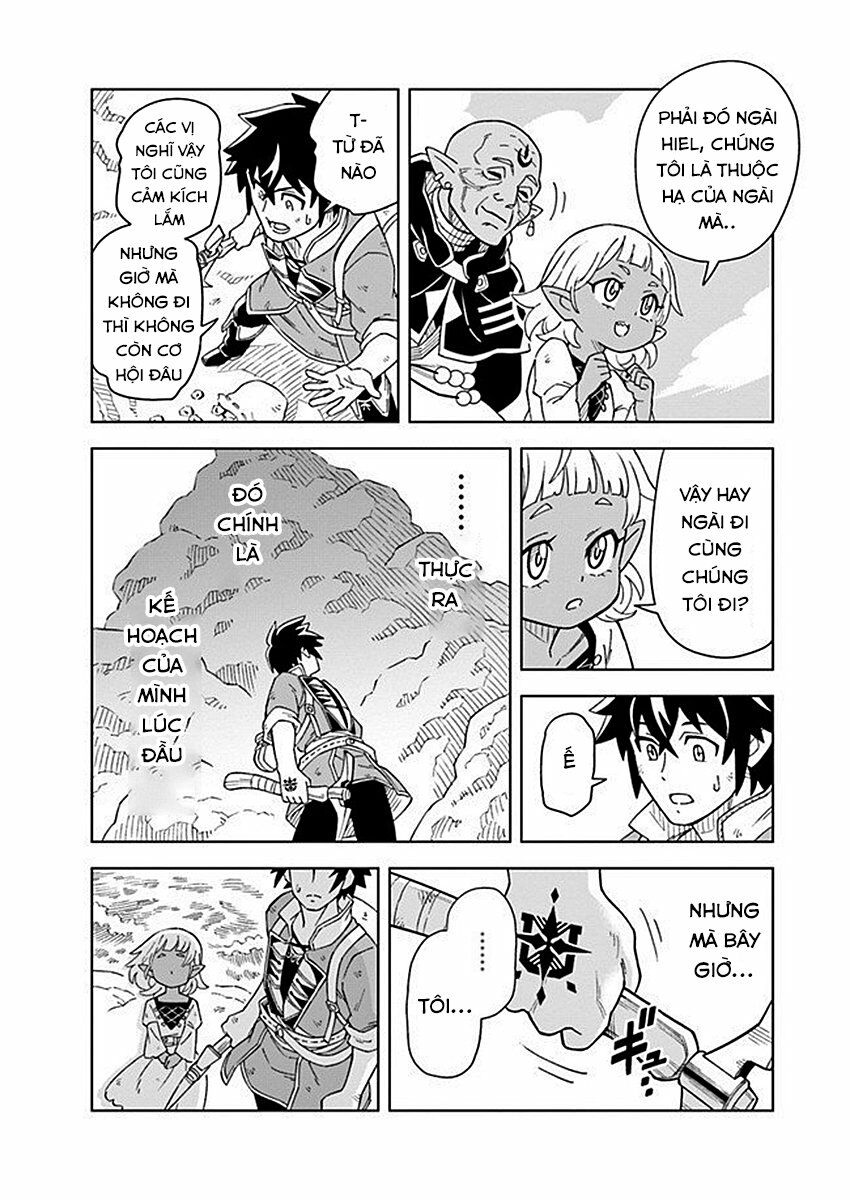 PHẢI ĐÓ NGÀI
HIEL, CHÚNG
TÔI LÀ THUỘC
HẠ CỦA NGÀI
MÀ..
T-
TỪ ĐÃ
NÀO
CÁC VỊ
NGHĨ VẬY
TÔI CŨNG
CẢM KÍCH
LẮM
NHƯNG
GIỜ MÀ
KHÔNG ĐI
THÌ KHÔNG
CÒN CƠ
HỘI ĐÂU
VẬY HAY
NGÀI ĐI
CÙNG
CHÚNG
TÔI ĐI?
Ế
......
THỰC
RA
ĐÓ
CHÍNH
LÀ
KẾ
HOẠCH
CỦA
MÌNH
LÚC
ĐẦU
NHƯNG
MÀ BÂY
GIỜ...
ギュ
......
TÔI...